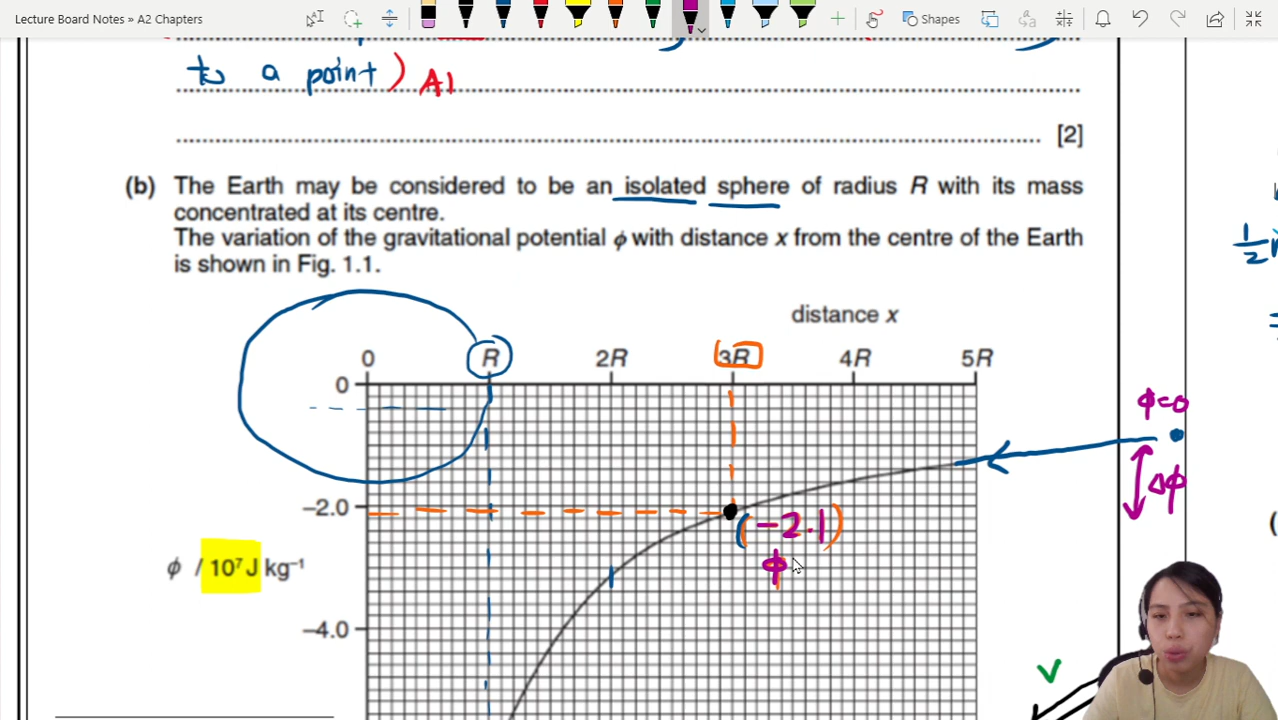 Lecture Board Notes » A2 Chapters
Shapes
to a point) A1
[2]
(b) The Earth may be considered to be an isolated sphere of radius R with its mass
concentrated at its centre.
The variation of the gravitational potential ϕ with distance x from the centre of the Earth
is shown in Fig. 1.1.
distance x
0 R 2R 3R 4R 5R
0
ϕ=0
Δϕ
−2.0
(−2.1)
ϕ
ϕ / 10⁷ J kg⁻¹
−4.0
V